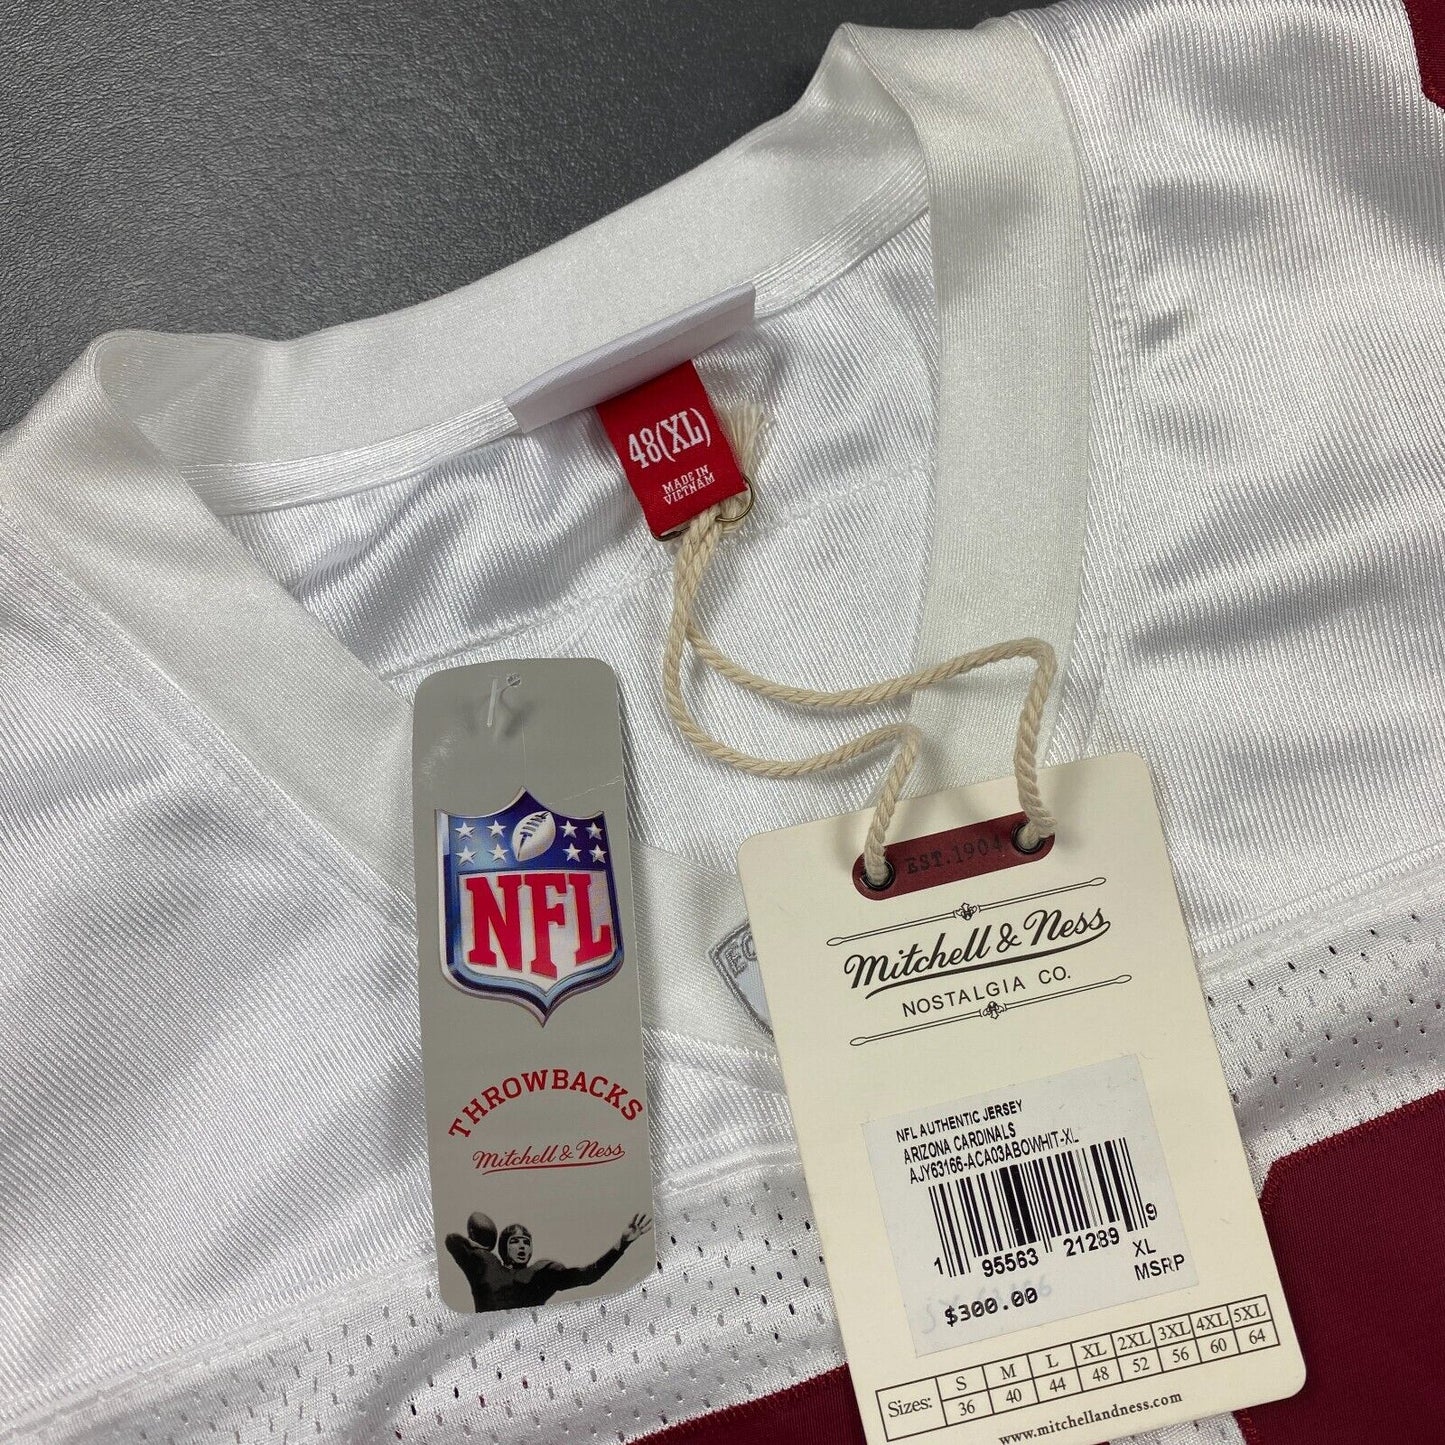 48(XL)
MADE IN
VIETNAM
NFL
THROWBACKS
Mitchell & Ness
EST.1904
Mitchell & Ness
NOSTALGIA CO.
NFL AUTHENTIC JERSEY
ARIZONA CARDINALS
AJY63166-ACA03ABOWHIT-XL
1 95563 21289 9
XL
MSRP
$300.00
Sizes: S M L XL 2XL 3XL 4XL 5XL
36 40 44 48 52 56 60 64
www.mitchellandness.com